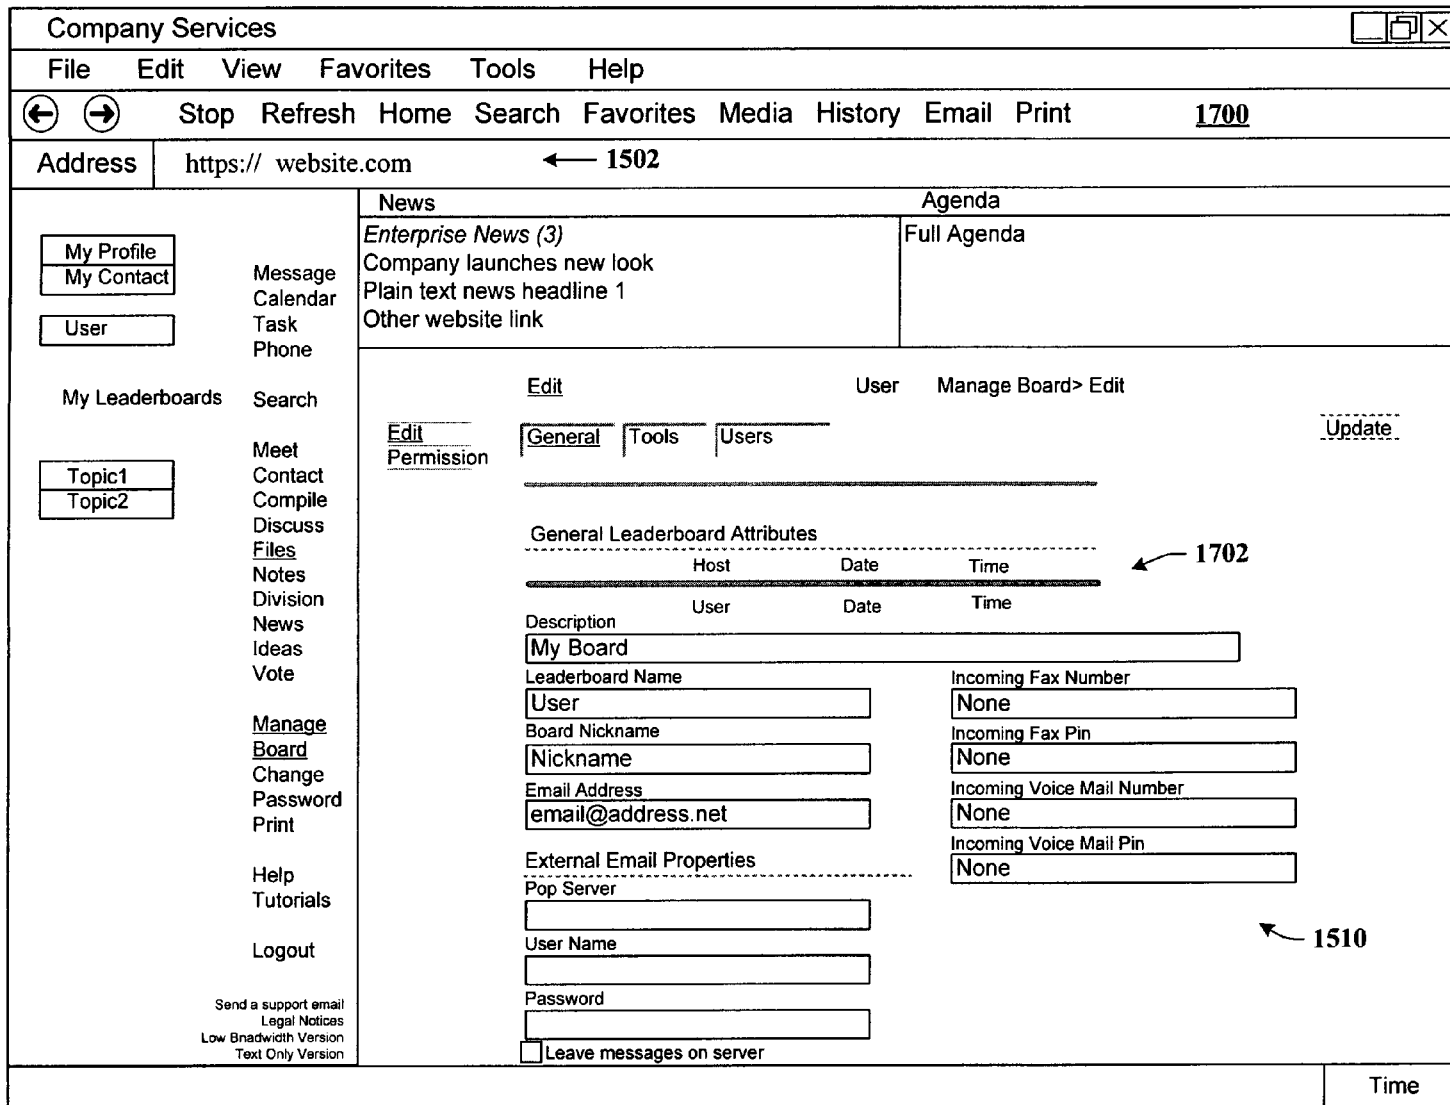 Company Services
File Edit View Favorites Tools Help
Stop Refresh Home Search Favorites Media History Email Print 1700
Address https:// website.com 1502
News Agenda
Enterprise News (3)
Company launches new look
Plain text news headline 1
Other website link
Full Agenda
My Profile
My Contact
User
My Leaderboards
Topic1
Topic2
Message
Calendar
Task
Phone
Search
Meet
Contact
Compile
Discuss
Files
Notes
Division
News
Ideas
Vote
Manage
Board
Change
Password
Print
Help
Tutorials
Logout
Send a support email
Legal Notices
Low Bnadwidth Version
Text Only Version
Edit User Manage Board> Edit
Edit
Permission
General Tools Users
Update
General Leaderboard Attributes
Host Date Time
1702
User Date Time
Description
My Board
Leaderboard Name
User
Board Nickname
Nickname
Email Address
email@address.net
Incoming Fax Number
None
Incoming Fax Pin
None
Incoming Voice Mail Number
None
Incoming Voice Mail Pin
None
External Email Properties
Pop Server
User Name
Password
Leave messages on server
1510
Time